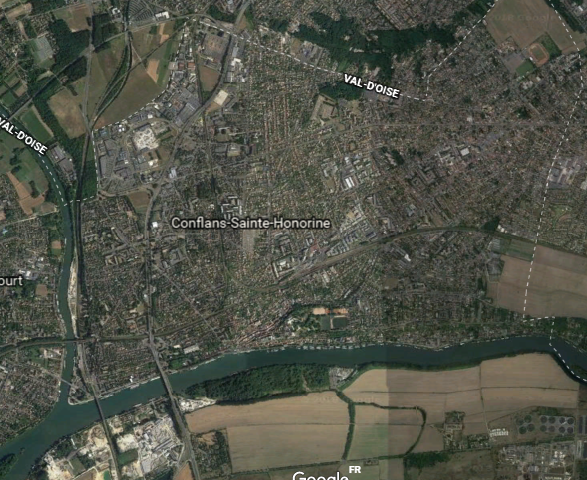 VAL-D'OISE
VAL-D'OISE
Conflans-Sainte-Honorine
ourt
FR
Google